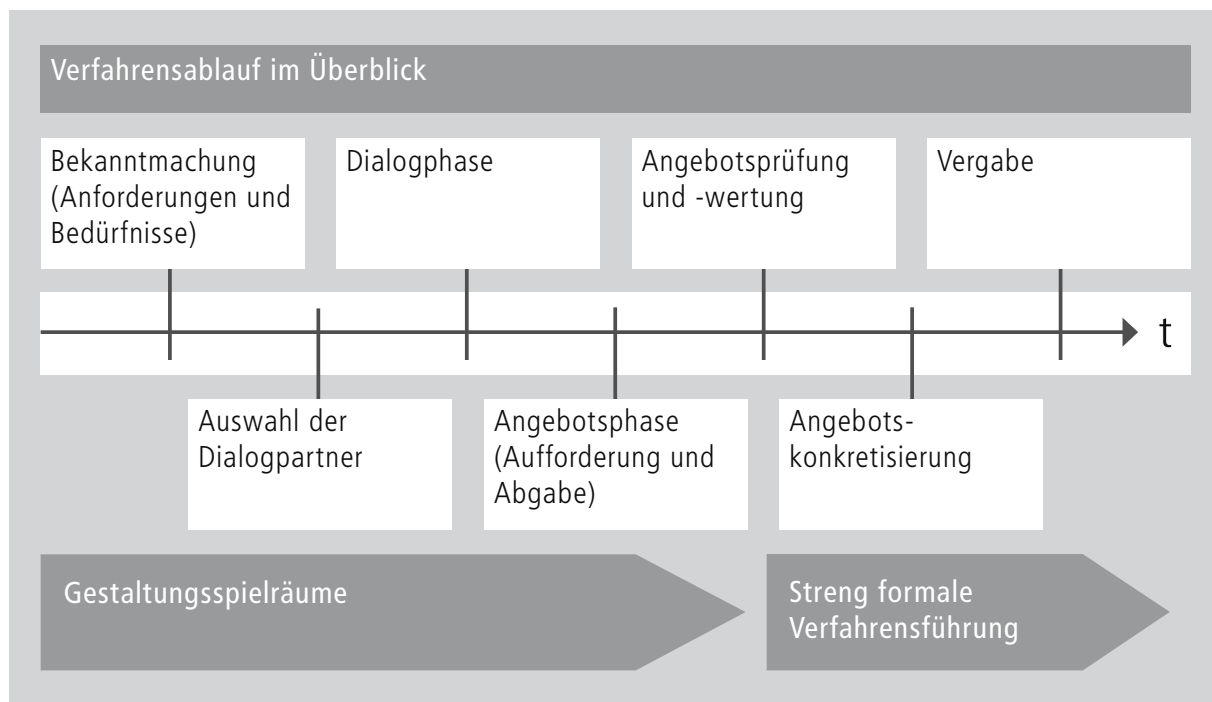 Verfahrensablauf im Überblick
Bekanntmachung
(Anforderungen und
Bedürfnisse)
Dialogphase
Angebotsprüfung
und -wertung
Vergabe
t
Auswahl der
Dialogpartner
Angebotsphase
(Aufforderung und
Abgabe)
Angebots-
konkretisierung
Gestaltungsspielräume
Streng formale
Verfahrensführung